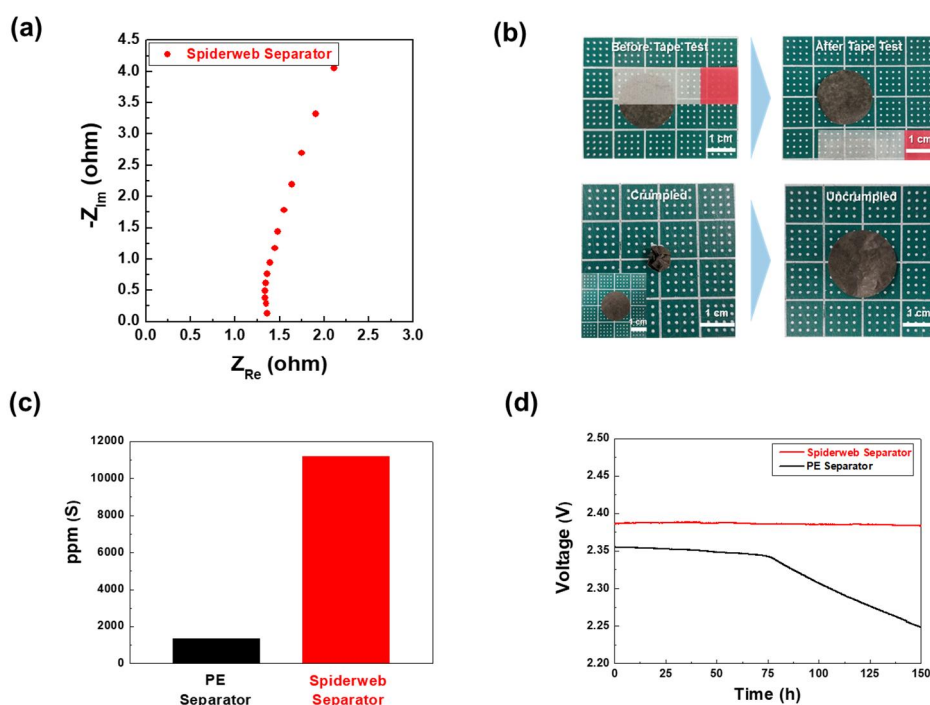 (a)
Spiderweb Separator
4.5
4.0
3.5
3.0
2.5
2.0
1.5
1.0
0.5
0.0
-Z_Im (ohm)
0.0 0.5 1.0 1.5 2.0 2.5 3.0
Z_Re (ohm)
(b)
Before Tape Test
1 cm
After Tape Test
1 cm
Crumpled
1 cm
1 cm
Uncrumpled
1 cm
(c)
12000
10000
8000
6000
4000
2000
0
ppm (S)
PE
Separator
Spiderweb
Separator
(d)
Spiderweb Separator
PE Separator
2.50
2.45
2.40
2.35
2.30
2.25
2.20
Voltage (V)
0 25 50 75 100 125 150
Time (h)